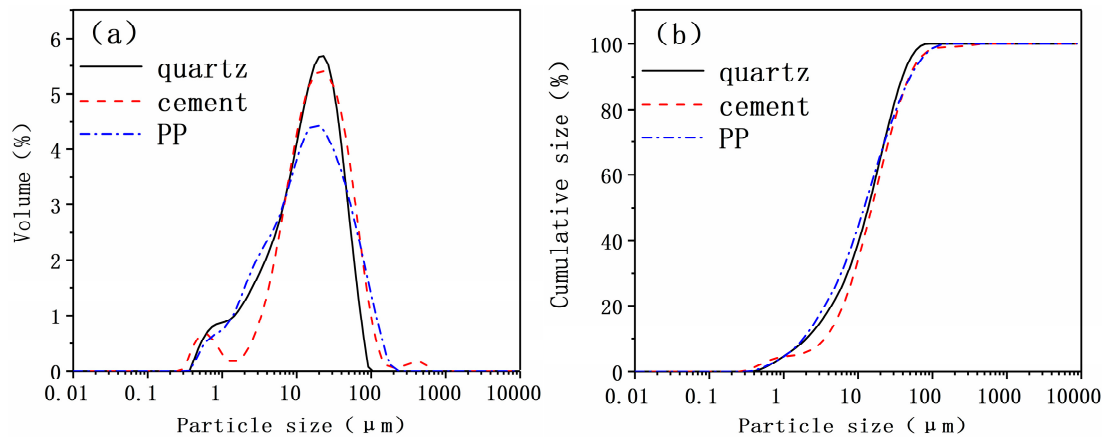 (a)
quartz
cement
PP
6
5
4
3
2
1
0
Volume (%)
0.01 0.1 1 10 100 1000 10000
Particle size (μm)
(b)
quartz
cement
PP
100
80
60
40
20
0
Cumulative size (%)
0.01 0.1 1 10 100 1000 10000
Particle size (μm)